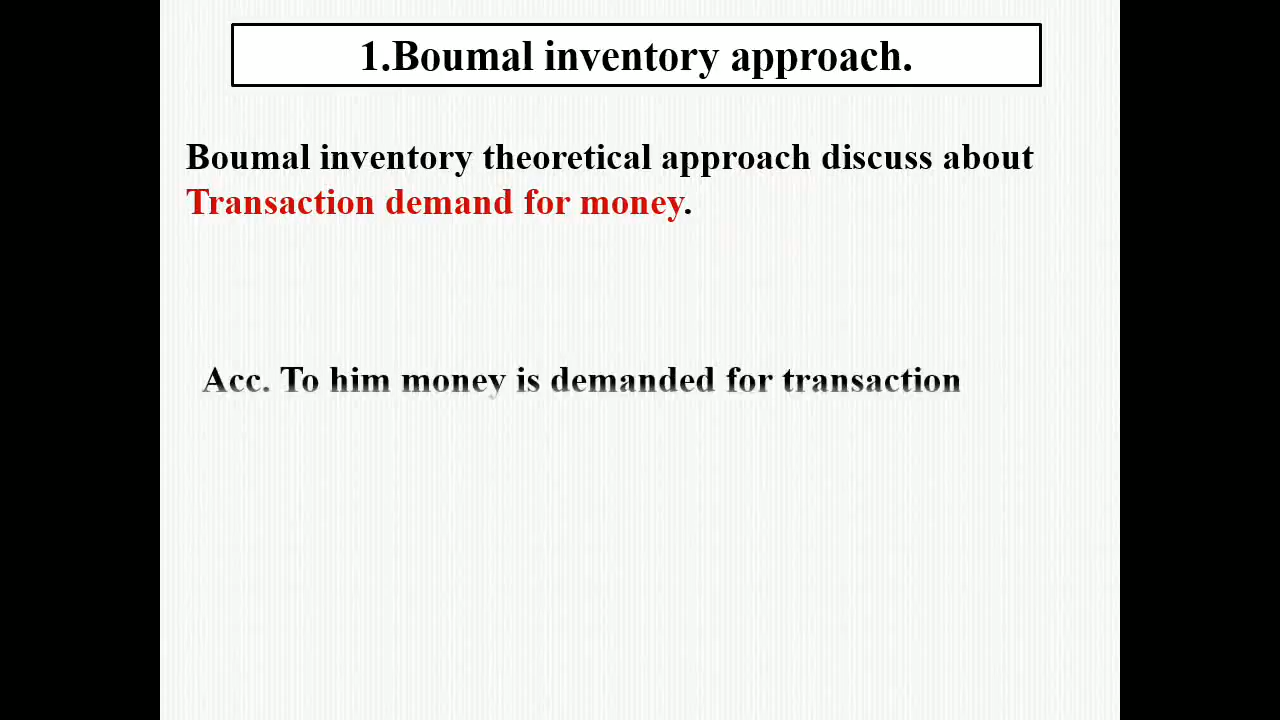 1.Boumal inventory approach.
Boumal inventory theoretical approach discuss about
Transaction demand for money.
Acc. To him money is demanded for transaction